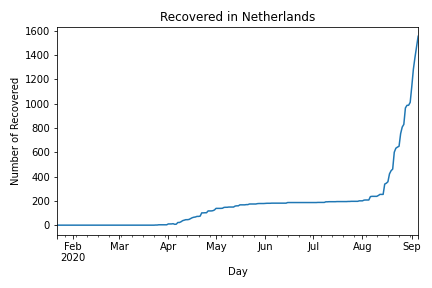 Recovered in Netherlands
Number of Recovered
1600
1400
1200
1000
800
600
400
200
0
Feb Mar Apr May Jun Jul Aug Sep
2020
Day